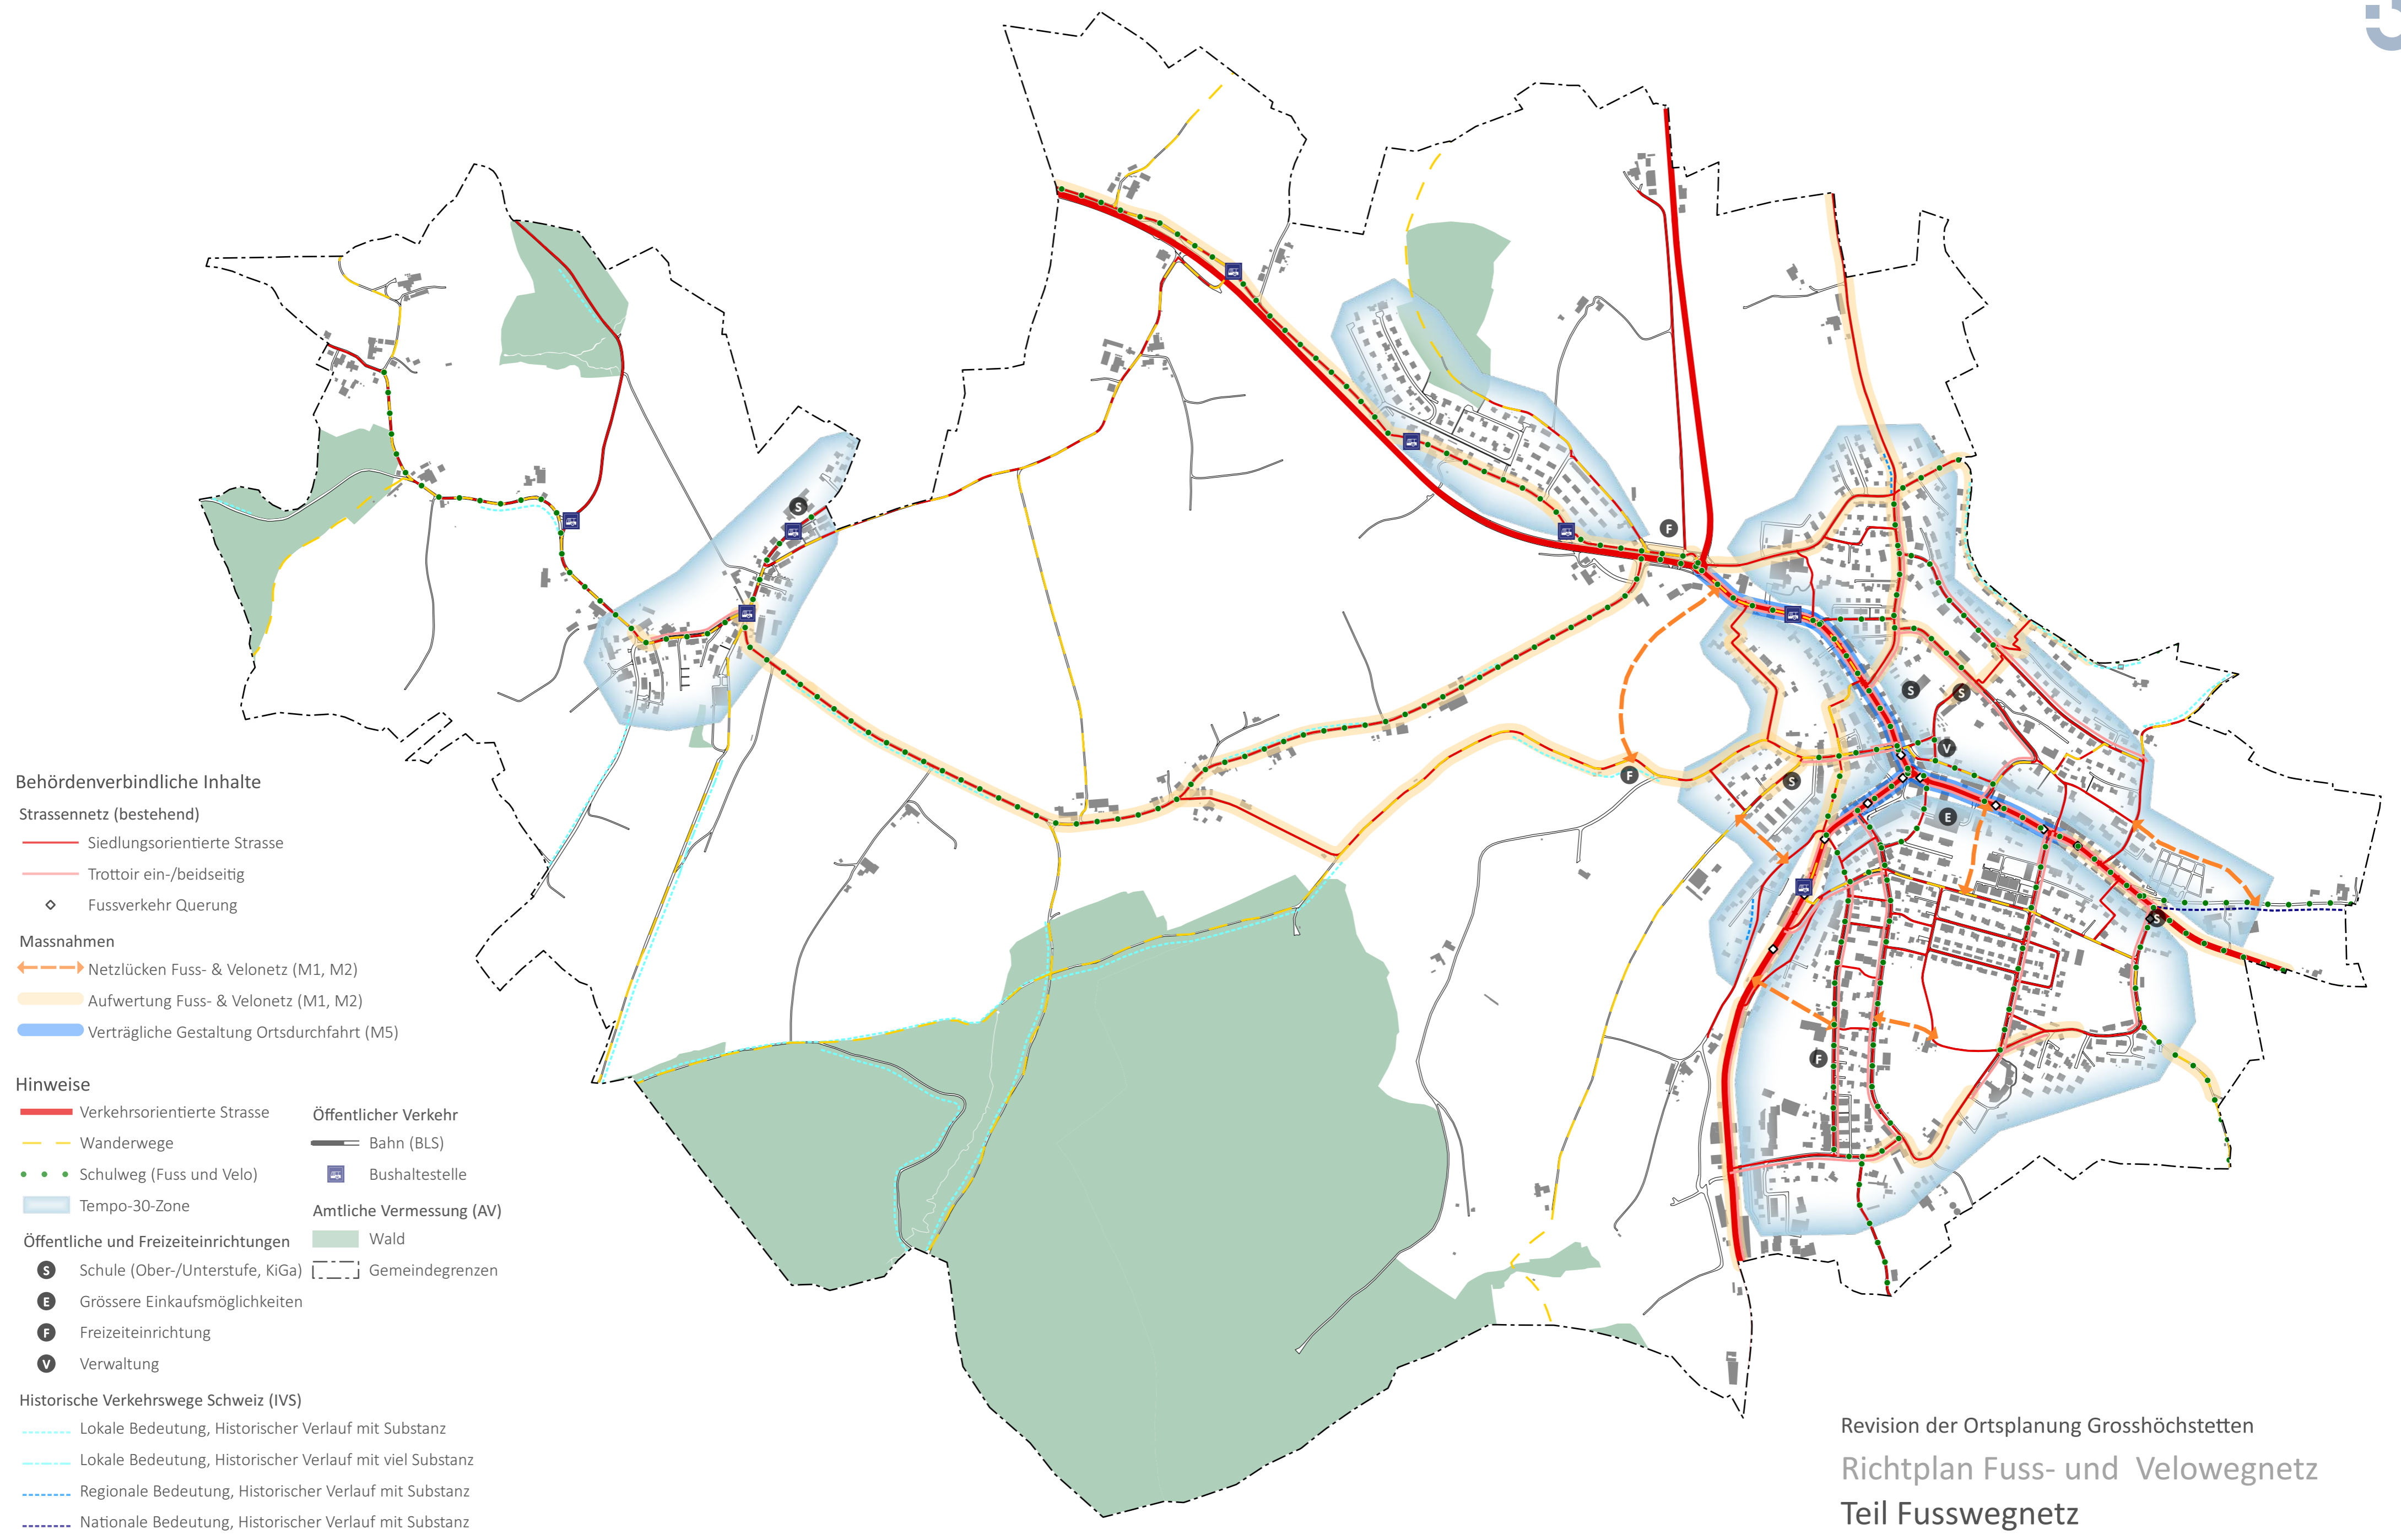 Behördenverbindliche Inhalte
Strassennetz (bestehend)
Siedlungsorientierte Strasse
Trottoir ein-/beidseitig
Fussverkehr Querung
Massnahmen
Netzlücken Fuss- & Velonetz (M1, M2)
Aufwertung Fuss- & Velonetz (M1, M2)
Verträgliche Gestaltung Ortsdurchfahrt (M5)
Hinweise
Verkehrsorientierte Strasse
Wanderwege
Schulweg (Fuss und Velo)
Tempo-30-Zone
Öffentliche und Freizeiteinrichtungen
S Schule (Ober-/Unterstufe, KiGa)
E Grössere Einkaufsmöglichkeiten
F Freizeiteinrichtung
V Verwaltung
Öffentlicher Verkehr
Bahn (BLS)
Bushaltestelle
Amtliche Vermessung (AV)
Wald
Gemeindegrenzen
Historische Verkehrswege Schweiz (IVS)
Lokale Bedeutung, Historischer Verlauf mit Substanz
Lokale Bedeutung, Historischer Verlauf mit viel Substanz
Regionale Bedeutung, Historischer Verlauf mit Substanz
Nationale Bedeutung, Historischer Verlauf mit Substanz
S
F
S
S
V
F
S
E
S
F
Revision der Ortsplanung Grosshöchstetten
Richtplan Fuss- und Velowegnetz
Teil Fusswegnetz